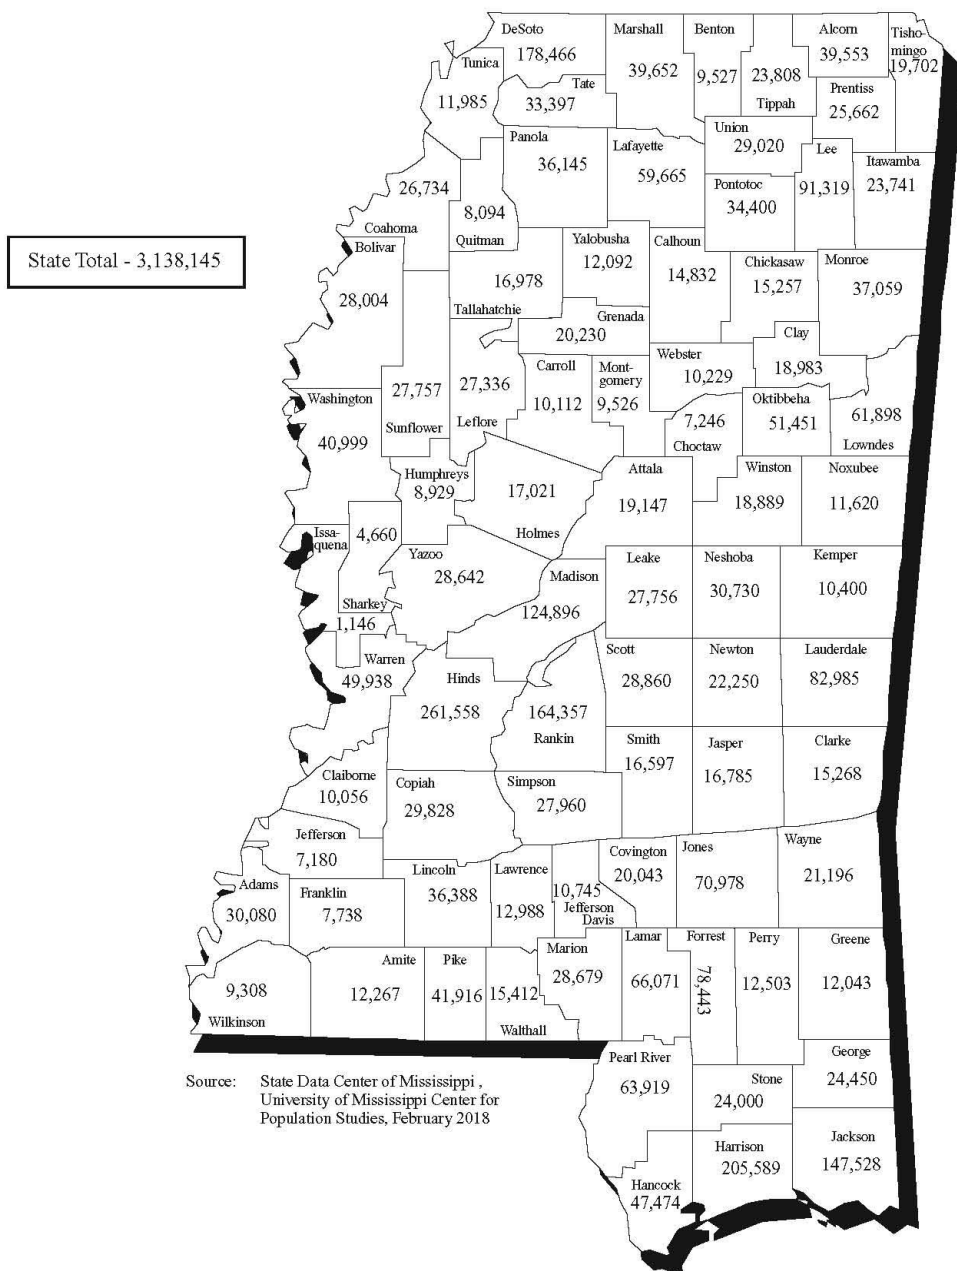 DeSoto
178,466
Marshall
39,652
Benton
9,527
23,808
Tippah
Alcorn
39,553
Tisho-
mingo
19,702
Tunica
11,985
Tate
33,397
Prentiss
25,662
Panola
36,145
Lafayette
59,665
Union
29,020
Lee
91,319
Itawamba
23,741
26,734
Coahoma
8,094
Quitman
Pontotoc
34,400
State Total - 3,138,145
Bolivar
28,004
16,978
Tallahatchie
Yalobusha
12,092
Calhoun
14,832
Chickasaw
15,257
Monroe
37,059
Grenada
20,230
Clay
18,983
Washington
40,999
27,757
Sunflower
27,336
Leflore
Carroll
10,112
Mont-
gomery
9,526
Webster
10,229
7,246
Choctaw
Oktibbeha
51,451
61,898
Lowndes
Humphreys
8,929
17,021
Holmes
Attala
19,147
Winston
18,889
Noxubee
11,620
Issa-
quena
4,660
Sharkey
1,146
Yazoo
28,642
Madison
124,896
Leake
27,756
Neshoba
30,730
Kemper
10,400
Warren
49,938
Hinds
261,558
164,357
Rankin
Scott
28,860
Newton
22,250
Lauderdale
82,985
Claiborne
10,056
Copiah
29,828
Simpson
27,960
Smith
16,597
Jasper
16,785
Clarke
15,268
Jefferson
7,180
Lincoln
36,388
Lawrence
12,988
10,745
Jefferson
Davis
Covington
20,043
Jones
70,978
Wayne
21,196
Adams
30,080
Franklin
7,738
9,308
Wilkinson
Amite
12,267
Pike
41,916
15,412
Walthall
Marion
28,679
Lamar
66,071
Forrest
78,443
Perry
12,503
Greene
12,043
Pearl River
63,919
Stone
24,000
George
24,450
Source: State Data Center of Mississippi ,
University of Mississippi Center for
Population Studies, February 2018
Hancock
47,474
Harrison
205,589
Jackson
147,528